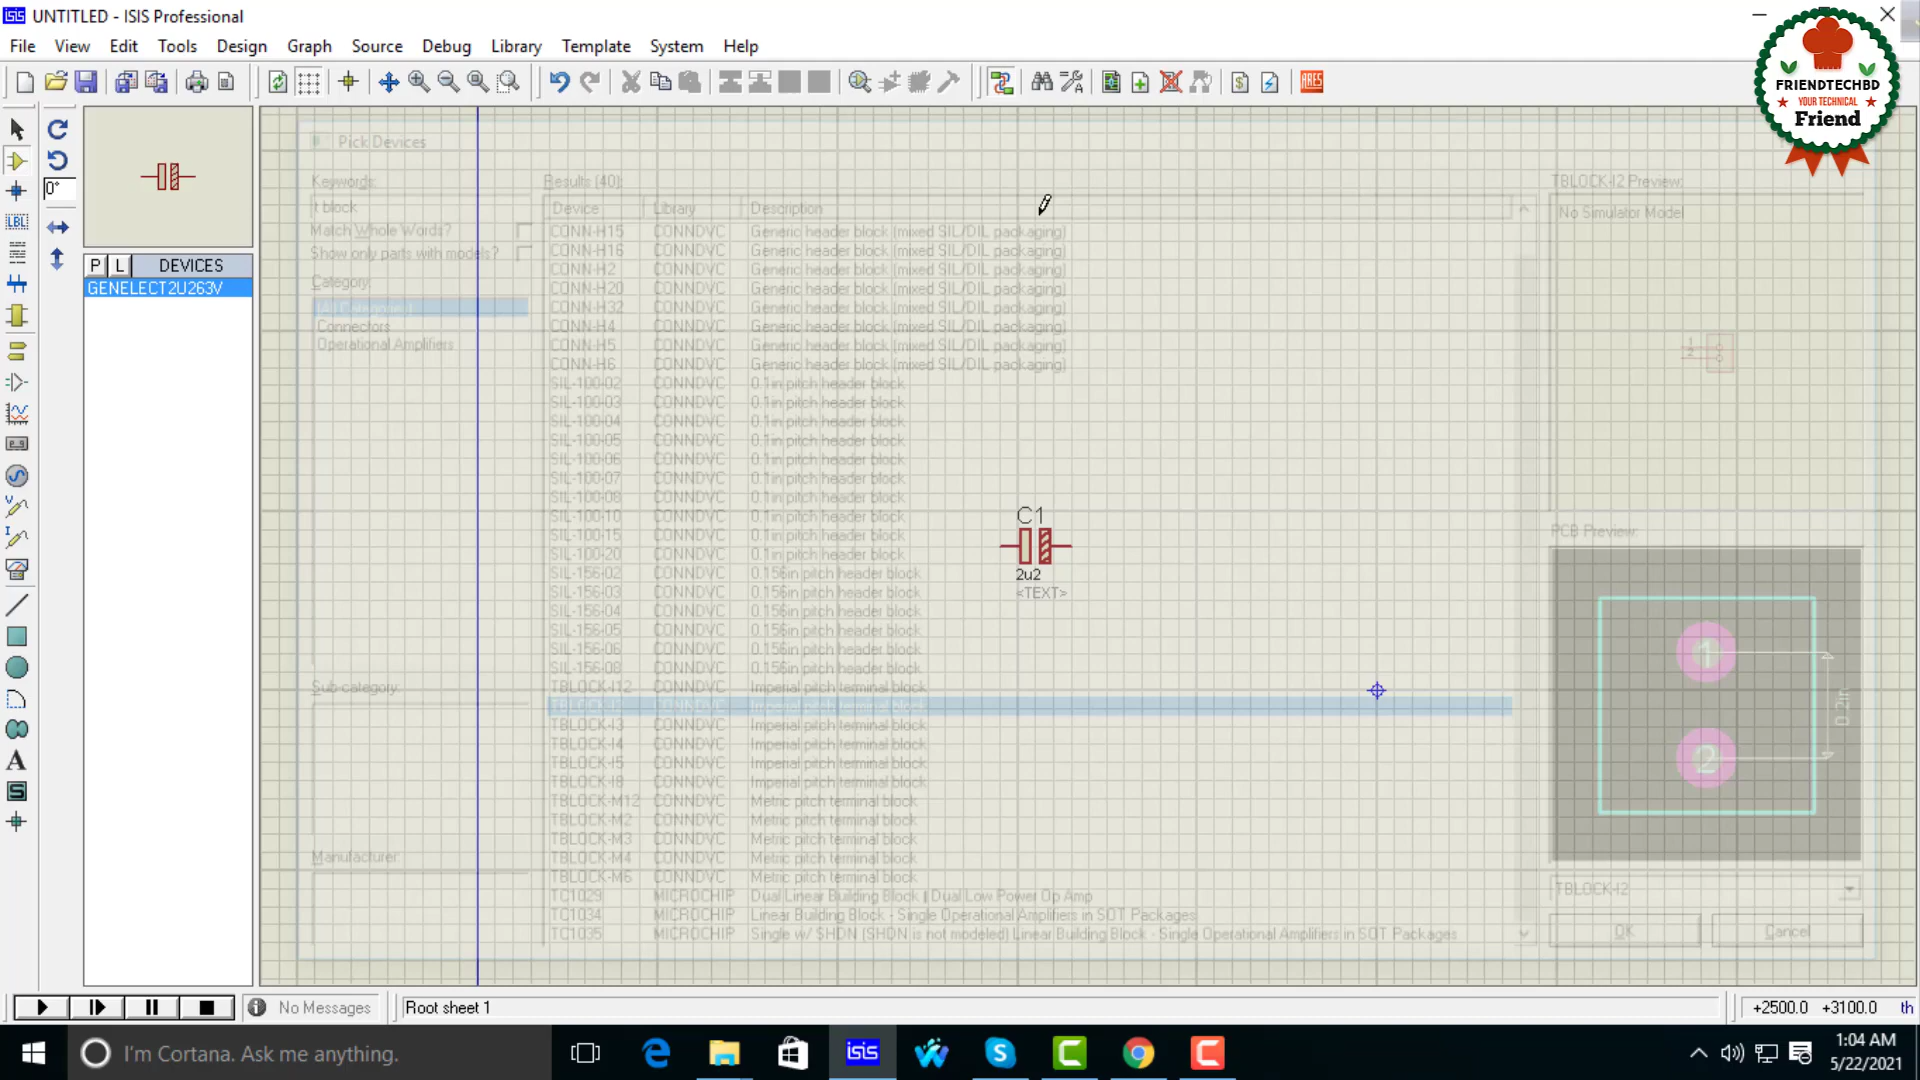 UNTITLED - ISIS Professional
File View Edit Tools Design Graph Source Debug Library Template System Help
FRIENDTECHBD
YOUR TECHNICAL
Friend
LBL
ARES
0°
P L DEVICES
GENELECT2U263V
Pick Devices
Keywords:
t block
Match Whole Words?
Show only parts with models?
Category:
(All Categories)
Connectors
Operational Amplifiers
Sub-category:
Manufacturer:
Results (40):
Device Library Description
CONN-H15 CONNDVC Generic header block (mixed SIL/DIL packaging)
CONN-H16 CONNDVC Generic header block (mixed SIL/DIL packaging)
CONN-H2 CONNDVC Generic header block (mixed SIL/DIL packaging)
CONN-H20 CONNDVC Generic header block (mixed SIL/DIL packaging)
CONN-H32 CONNDVC Generic header block (mixed SIL/DIL packaging)
CONN-H4 CONNDVC Generic header block (mixed SIL/DIL packaging)
CONN-H5 CONNDVC Generic header block (mixed SIL/DIL packaging)
CONN-H6 CONNDVC Generic header block (mixed SIL/DIL packaging)
SIL-100-02 CONNDVC 0.1in pitch header block
SIL-100-03 CONNDVC 0.1in pitch header block
SIL-100-04 CONNDVC 0.1in pitch header block
SIL-100-05 CONNDVC 0.1in pitch header block
SIL-100-06 CONNDVC 0.1in pitch header block
SIL-100-07 CONNDVC 0.1in pitch header block
SIL-100-08 CONNDVC 0.1in pitch header block
SIL-100-10 CONNDVC 0.1in pitch header block
SIL-100-15 CONNDVC 0.1in pitch header block
SIL-100-20 CONNDVC 0.1in pitch header block
SIL-156-02 CONNDVC 0.156in pitch header block
SIL-156-03 CONNDVC 0.156in pitch header block
SIL-156-04 CONNDVC 0.156in pitch header block
SIL-156-05 CONNDVC 0.156in pitch header block
SIL-156-06 CONNDVC 0.156in pitch header block
SIL-156-08 CONNDVC 0.156in pitch header block
TBLOCK-I12 CONNDVC Imperial pitch terminal block
TBLOCK-I2 CONNDVC Imperial pitch terminal block
TBLOCK-I3 CONNDVC Imperial pitch terminal block
TBLOCK-I4 CONNDVC Imperial pitch terminal block
TBLOCK-I5 CONNDVC Imperial pitch terminal block
TBLOCK-I8 CONNDVC Imperial pitch terminal block
TBLOCK-M12 CONNDVC Metric pitch terminal block
TBLOCK-M2 CONNDVC Metric pitch terminal block
TBLOCK-M3 CONNDVC Metric pitch terminal block
TBLOCK-M4 CONNDVC Metric pitch terminal block
TBLOCK-M6 CONNDVC Metric pitch terminal block
TC1029 MICROCHIP Dual Linear Building Block | Dual Low Power Op Amp
TC1034 MICROCHIP Linear Building Block - Single Operational Amplifiers in SOT Packages
TC1035 MICROCHIP Single w/ SHDN (SHDN is not modeled) Linear Building Block - Single Operational Amplifiers in SOT Packages
C1
2u2
<TEXT>
TBLOCK-I2 Preview:
No Simulator Model
1
2
PCB Preview:
1
2
0.2in
TBLOCK-I2
OK Cancel
No Messages Root sheet 1 +2500.0 +3100.0 th
I'm Cortana. Ask me anything.
isis
1:04 AM
5/22/2021